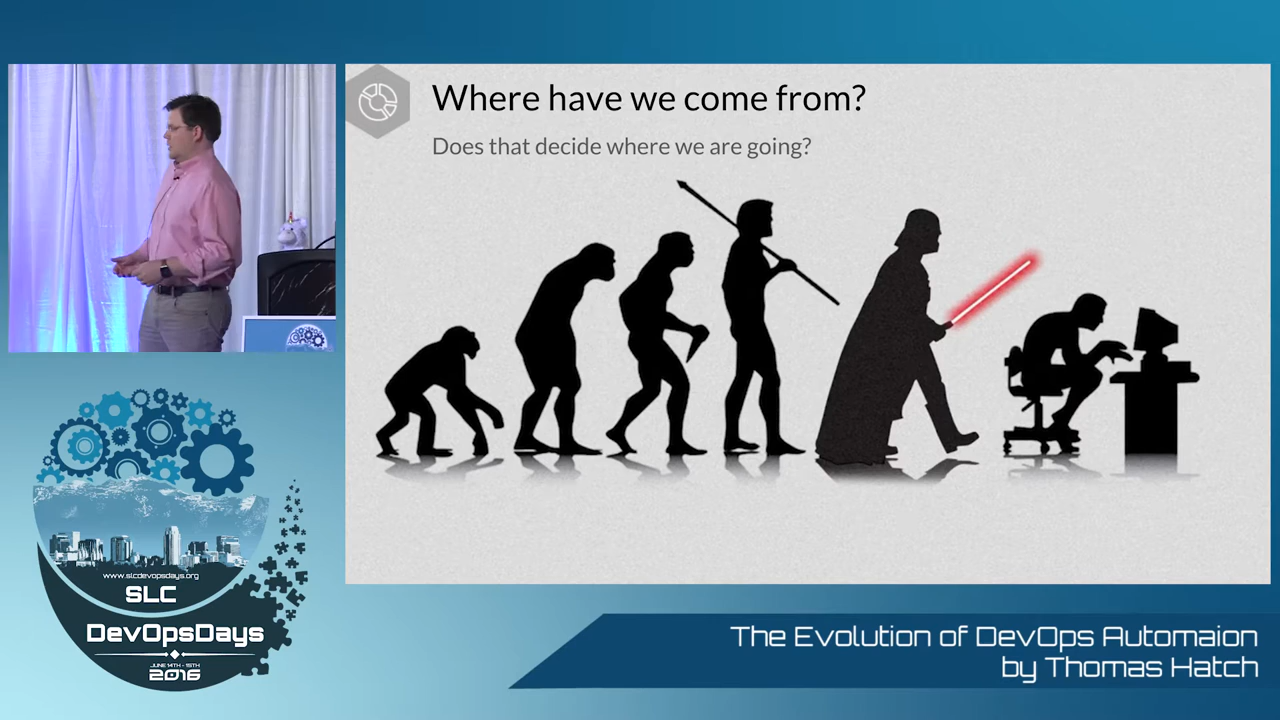 Where have we come from?
Does that decide where we are going?
www.slcdevopsdays.org
SLC
DevOpsDays
JUNE 14TH - 15TH
2016
The Evolution of DevOps Automaion
by Thomas Hatch